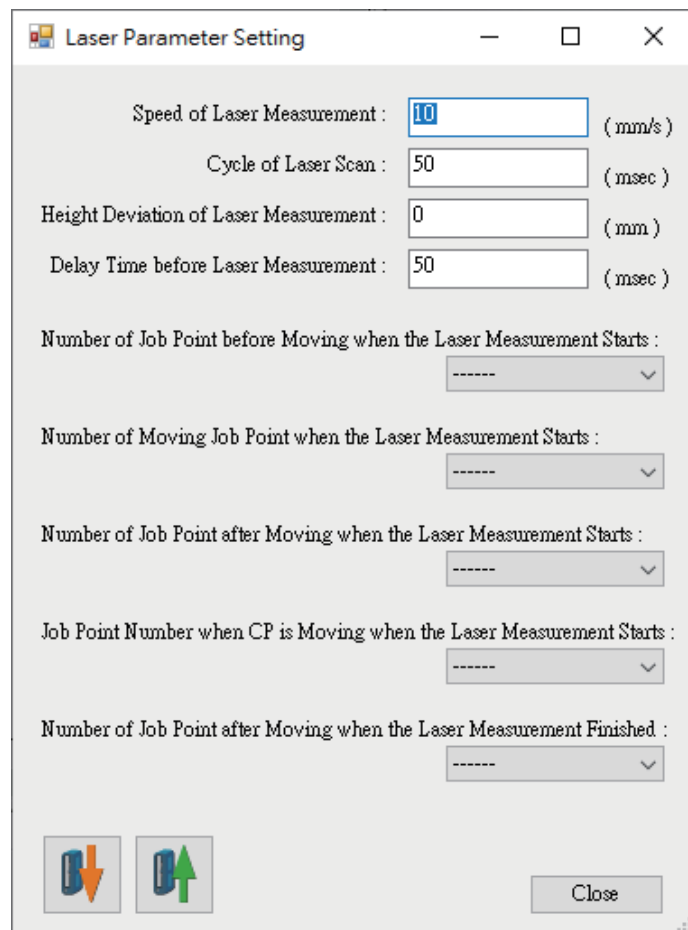 Laser Parameter Setting
Speed of Laser Measurement : 10 ( mm/s )
Cycle of Laser Scan : 50 ( msec )
Height Deviation of Laser Measurement : 0 ( mm )
Delay Time before Laser Measurement : 50 ( msec )
Number of Job Point before Moving when the Laser Measurement Starts :
------
Number of Moving Job Point when the Laser Measurement Starts :
------
Number of Job Point after Moving when the Laser Measurement Starts :
------
Job Point Number when CP is Moving when the Laser Measurement Starts :
------
Number of Job Point after Moving when the Laser Measurement Finished :
------
Close